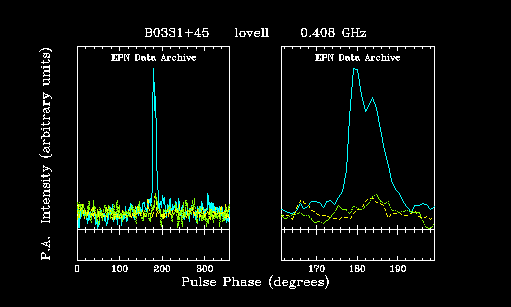 B0331+45 lovell 0.408 GHz
EPN Data Archive EPN Data Archive
P.A. Intensity (arbitrary units)
0 100 200 300 170 180 190
Pulse Phase (degrees)